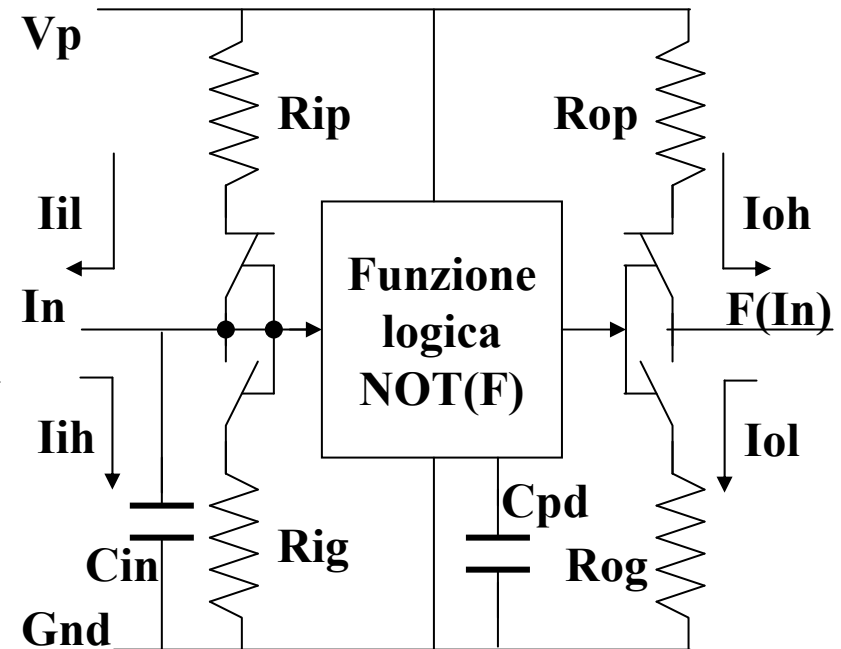 Vp
Rip
Rop
Iil
Ioh
In
Funzione
logica
NOT(F)
F(In)
Iih
Iol
Cpd
Cin
Rig
Rog
Gnd